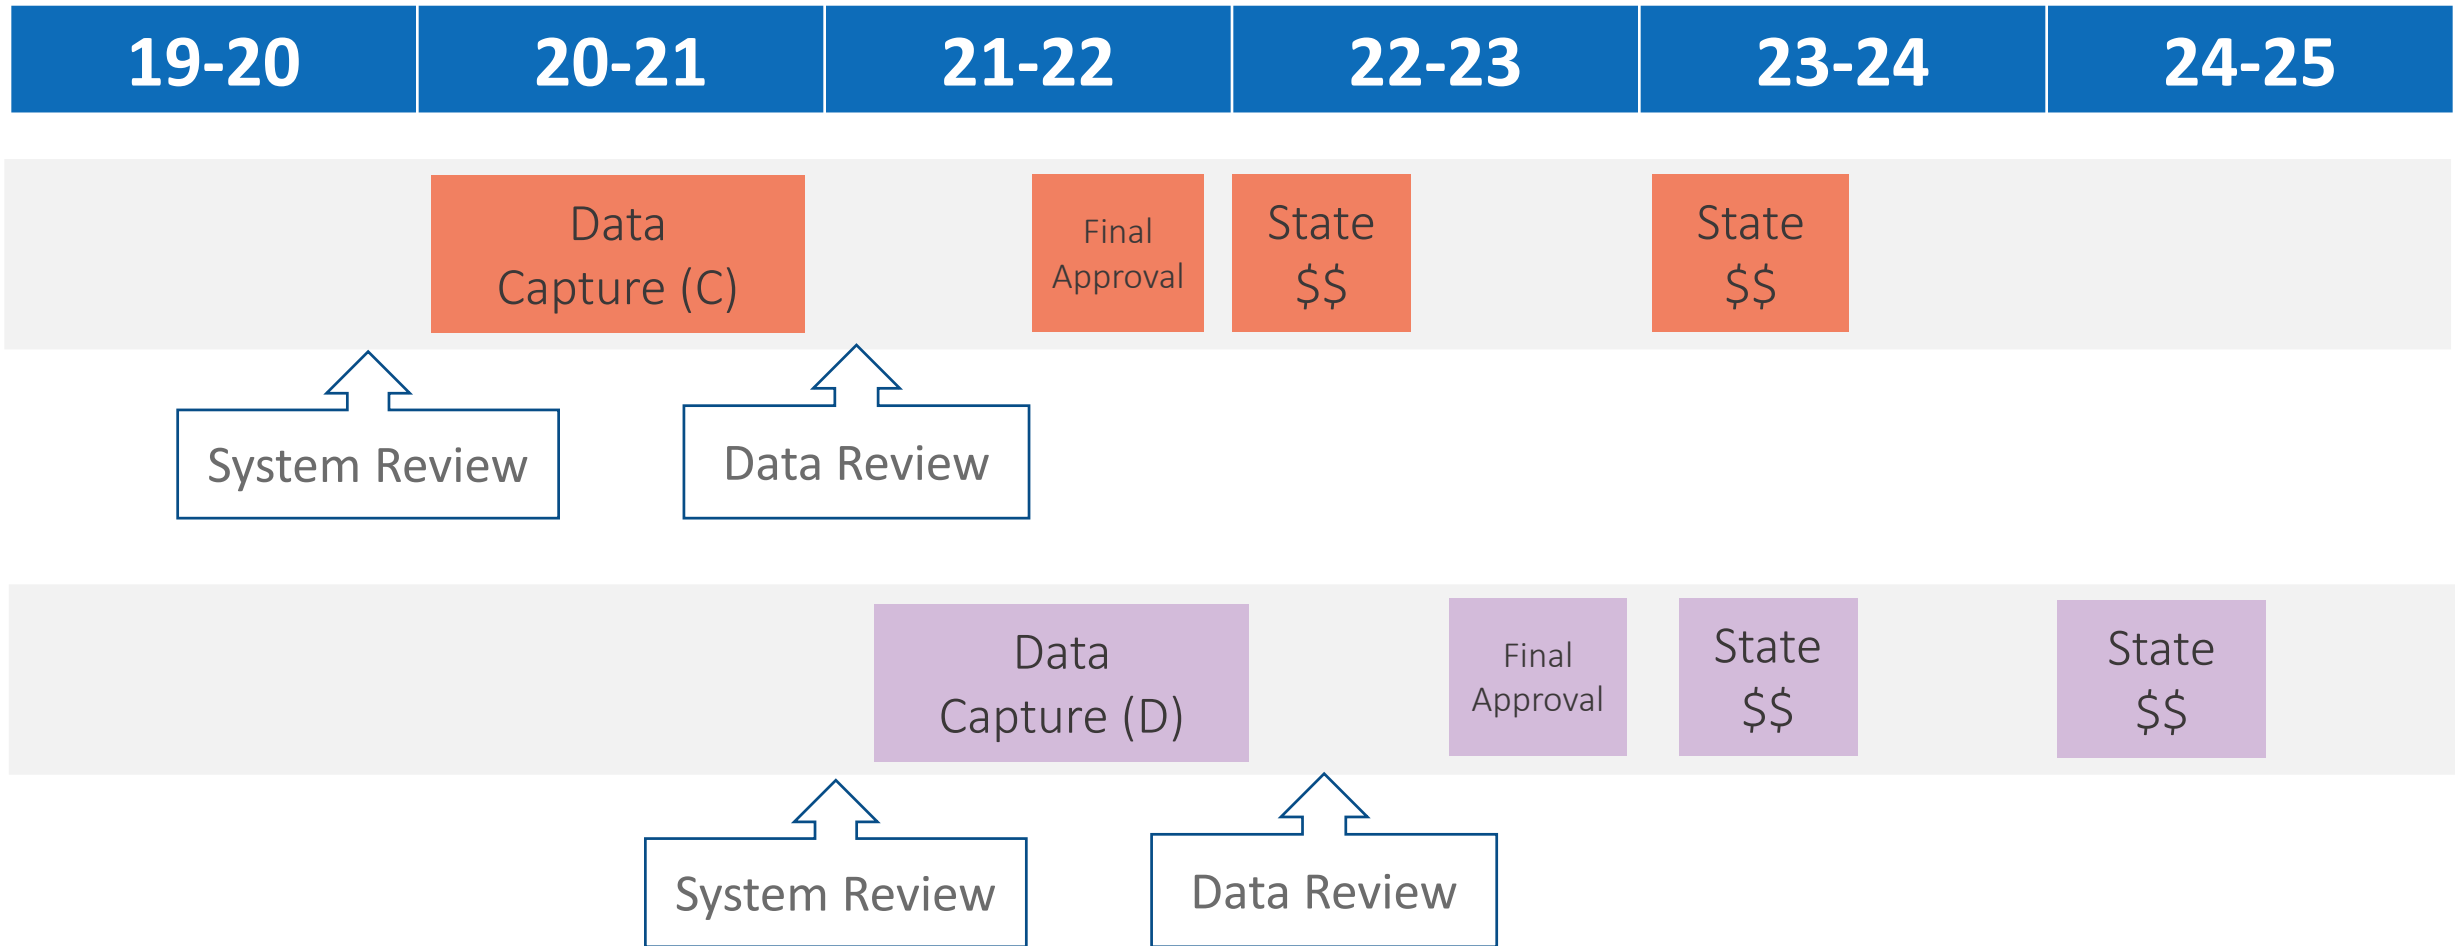 19-20
20-21
21-22
22-23
23-24
24-25
Data
Capture (C)
Final
Approval
State
$$
State
$$
System Review
Data Review
Data
Capture (D)
Final
Approval
State
$$
State
$$
System Review
Data Review